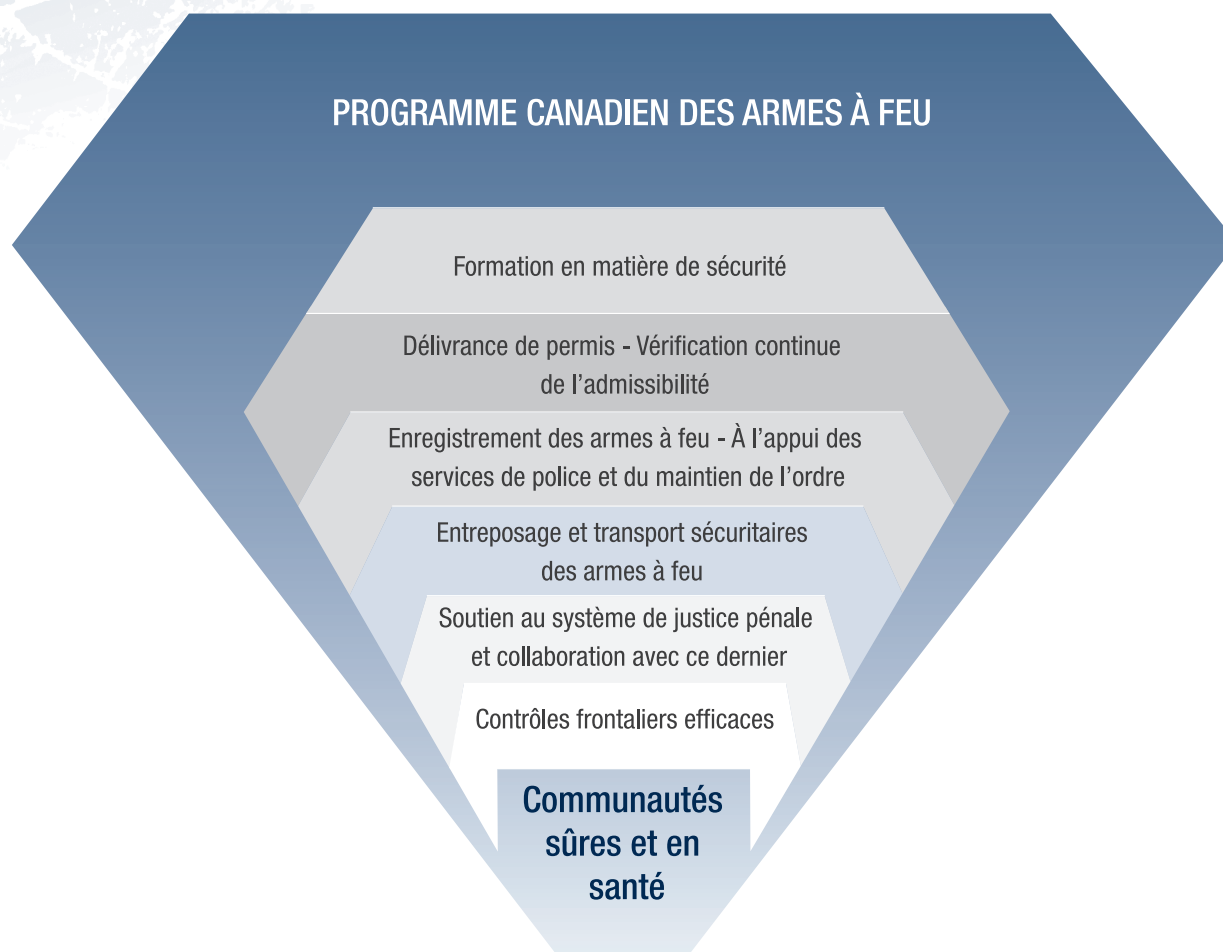 PROGRAMME CANADIEN DES ARMES À FEU
Formation en matière de sécurité
Délivrance de permis - Vérification continue
de l’admissibilité
Enregistrement des armes à feu - À l’appui des
services de police et du maintien de l’ordre
Entreposage et transport sécuritaires
des armes à feu
Soutien au système de justice pénale
et collaboration avec ce dernier
Contrôles frontaliers efficaces
Communautés
sûres et en
santé